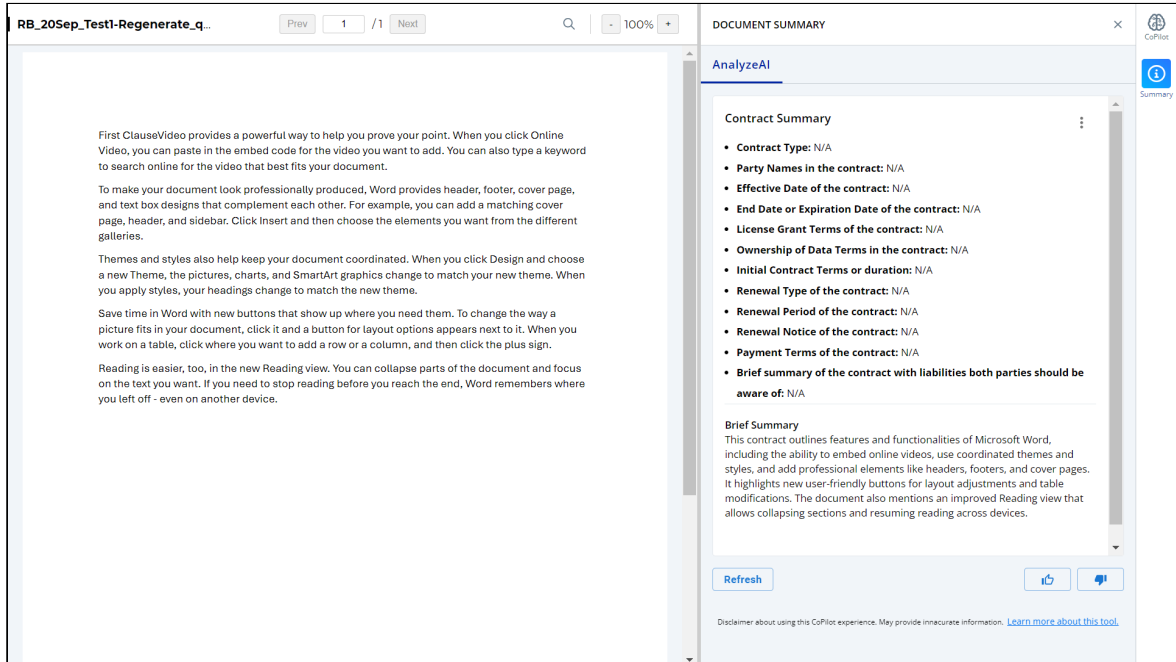 RB_20Sep_Test1-Regenerate_q...
Prev 1 /1 Next
- 100% +
First ClauseVideo provides a powerful way to help you prove your point. When you click Online
Video, you can paste in the embed code for the video you want to add. You can also type a keyword
to search online for the video that best fits your document.
To make your document look professionally produced, Word provides header, footer, cover page,
and text box designs that complement each other. For example, you can add a matching cover
page, header, and sidebar. Click Insert and then choose the elements you want from the different
galleries.
Themes and styles also help keep your document coordinated. When you click Design and choose
a new Theme, the pictures, charts, and SmartArt graphics change to match your new theme. When
you apply styles, your headings change to match the new theme.
Save time in Word with new buttons that show up where you need them. To change the way a
picture fits in your document, click it and a button for layout options appears next to it. When you
work on a table, click where you want to add a row or a column, and then click the plus sign.
Reading is easier, too, in the new Reading view. You can collapse parts of the document and focus
on the text you want. If you need to stop reading before you reach the end, Word remembers where
you left off - even on another device.
DOCUMENT SUMMARY
AnalyzeAI
Contract Summary
• Contract Type: N/A
• Party Names in the contract: N/A
• Effective Date of the contract: N/A
• End Date or Expiration Date of the contract: N/A
• License Grant Terms of the contract: N/A
• Ownership of Data Terms in the contract: N/A
• Initial Contract Terms or duration: N/A
• Renewal Type of the contract: N/A
• Renewal Period of the contract: N/A
• Renewal Notice of the contract: N/A
• Payment Terms of the contract: N/A
• Brief summary of the contract with liabilities both parties should be
aware of: N/A
Brief Summary
This contract outlines features and functionalities of Microsoft Word,
including the ability to embed online videos, use coordinated themes and
styles, and add professional elements like headers, footers, and cover pages.
It highlights new user-friendly buttons for layout adjustments and table
modifications. The document also mentions an improved Reading view that
allows collapsing sections and resuming reading across devices.
Refresh
Disclaimer about using this CoPilot experience. May provide innacurate information. Learn more about this tool.
CoPilot
Summary